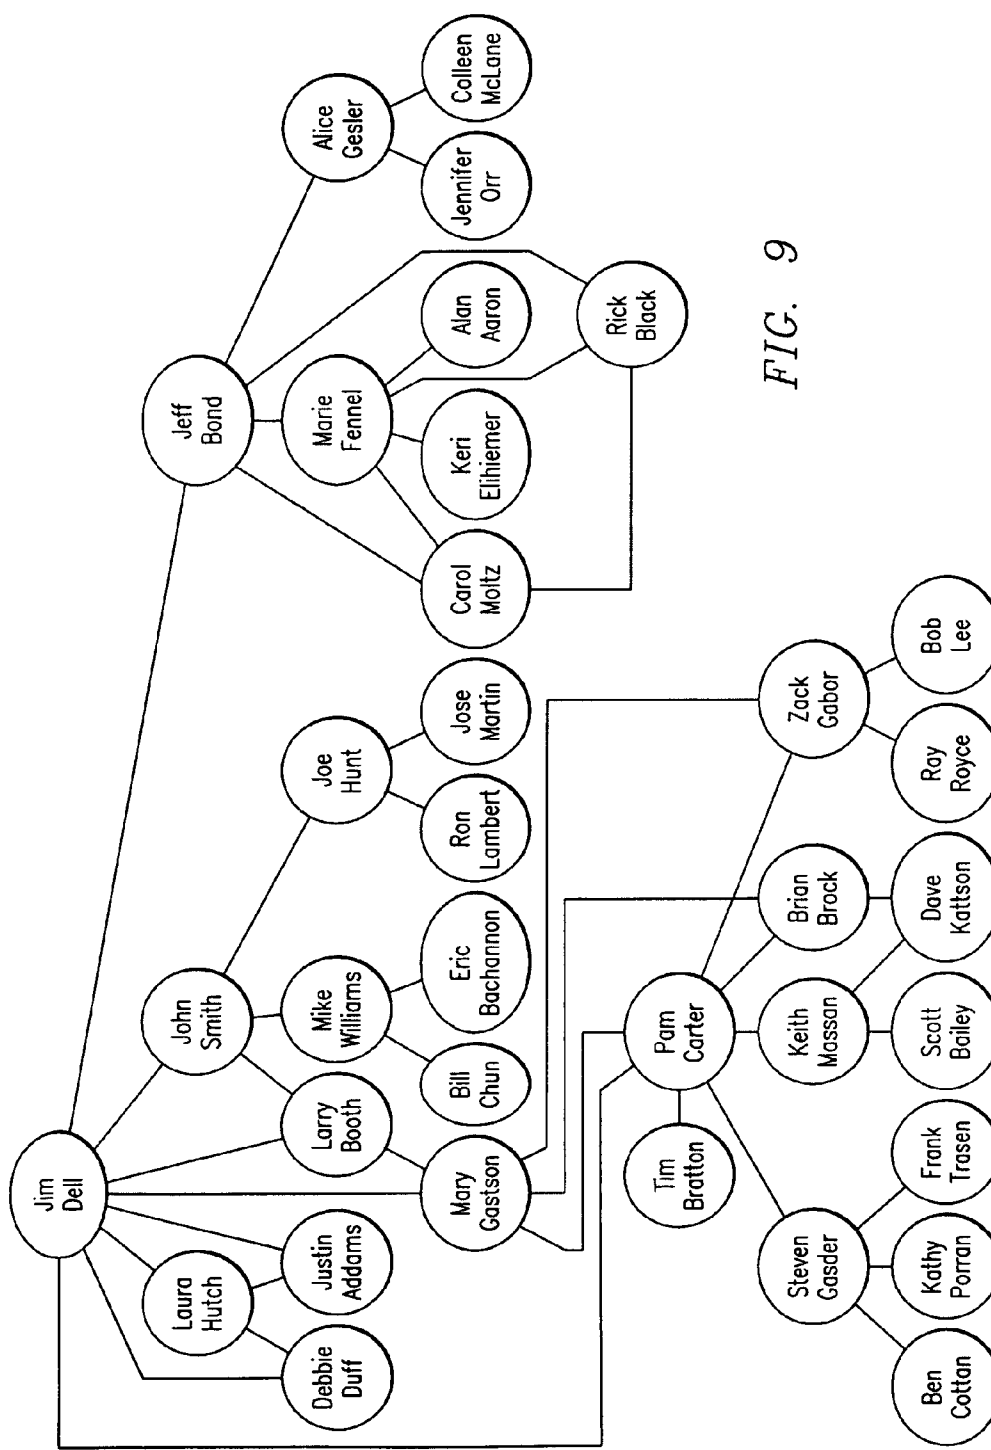 Jim
Dell
Laura
Hutch
John
Smith
Jeff
Bond
Debbie
Duff
Justin
Addams
Larry
Booth
Mike
Williams
Joe
Hunt
Marie
Fennel
Alice
Gesler
Mary
Gastson
Bill
Chun
Eric
Bachannon
Ron
Lambert
Jose
Martin
Carol
Moltz
Keri
Elihiemer
Alan
Aaron
Jennifer
Orr
Colleen
McLane
Tim
Bratton
Pam
Carter
Rick
Black
Steven
Gasder
Keith
Massan
Brian
Brock
Zack
Gabor
Ben
Cottan
Kathy
Porran
Frank
Trasen
Scott
Bailey
Dave
Kattson
Ray
Royce
Bob
Lee
FIG. 9